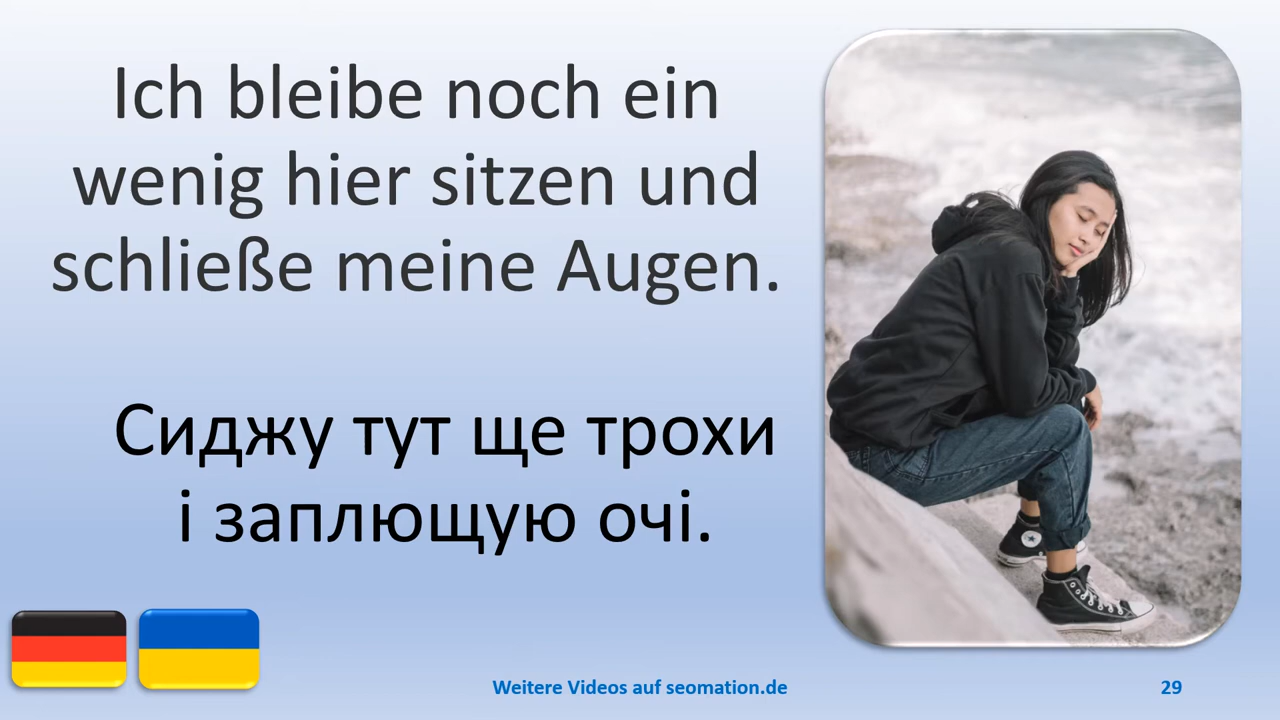 Ich bleibe noch ein
wenig hier sitzen und
schließe meine Augen.
Сиджу тут ще трохи
і заплющую очі.
Weitere Videos auf seomation.de
29